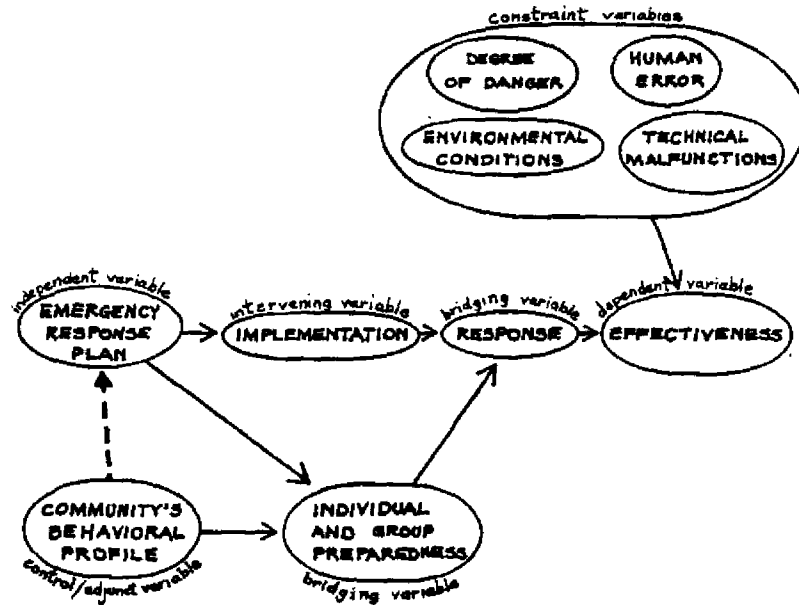 constraint variables
DEGREE
OF DANGER
HUMAN
ERROR
ENVIRONMENTAL
CONDITIONS
TECHNICAL
MALFUNCTIONS
independent variable
EMERGENCY
RESPONSE
PLAN
intervening variable
IMPLEMENTATION
bridging variable
RESPONSE
dependent variable
EFFECTIVENESS
COMMUNITY'S
BEHAVIORAL
PROFILE
control/adjunct variable
INDIVIDUAL
AND GROUP
PREPAREDNESS
bridging variable